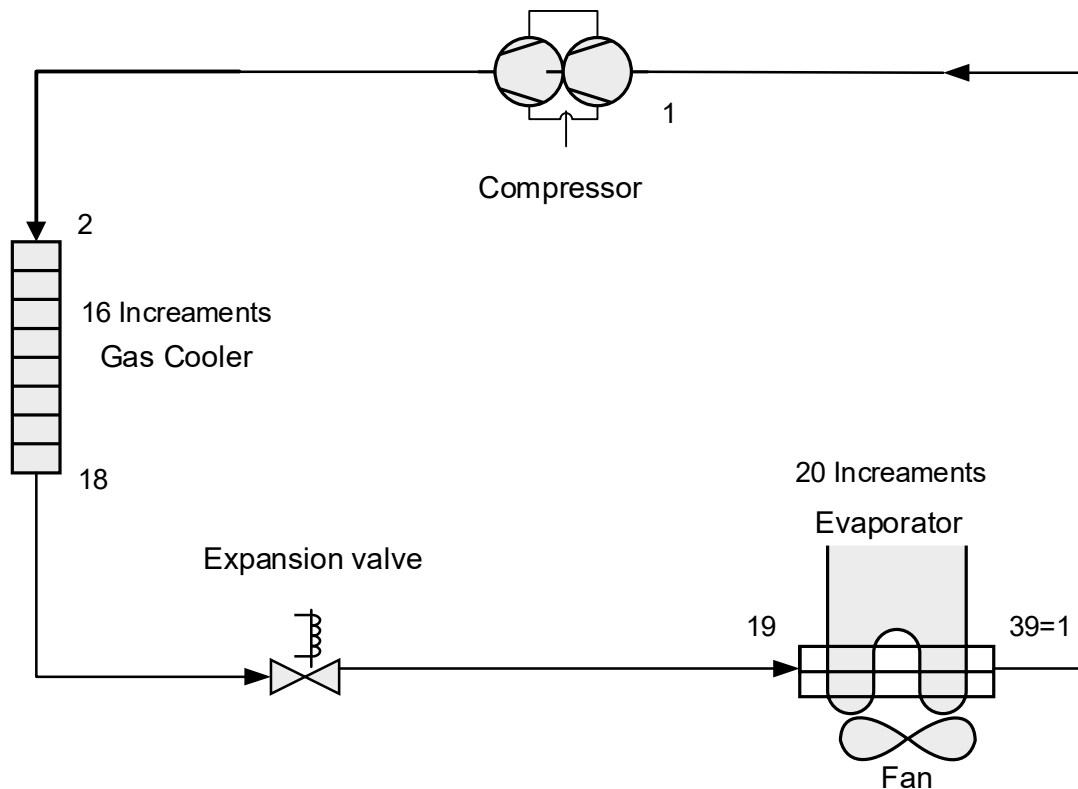 1
Compressor
2
16 Increaments
Gas Cooler
18
20 Increaments
Evaporator
Expansion valve
19
39=1
Fan